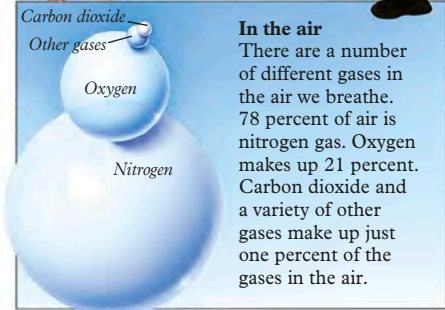 Carbon dioxide
Other gases
Oxygen
Nitrogen
In the air
There are a number
of different gases in
the air we breathe.
78 percent of air is
nitrogen gas. Oxygen
makes up 21 percent.
Carbon dioxide and
a variety of other
gases make up just
one percent of the
gases in the air.